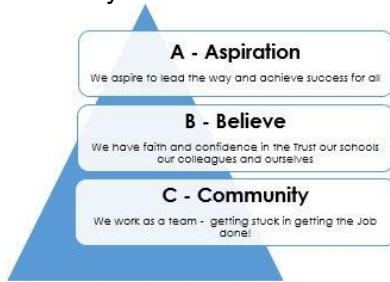 A - Aspiration
We aspire to lead the way and achieve success for all
B - Believe
We have faith and confidence in the Trust our schools
our colleagues and ourselves
C - Community
We work as a team - getting stuck in getting the Job
done!